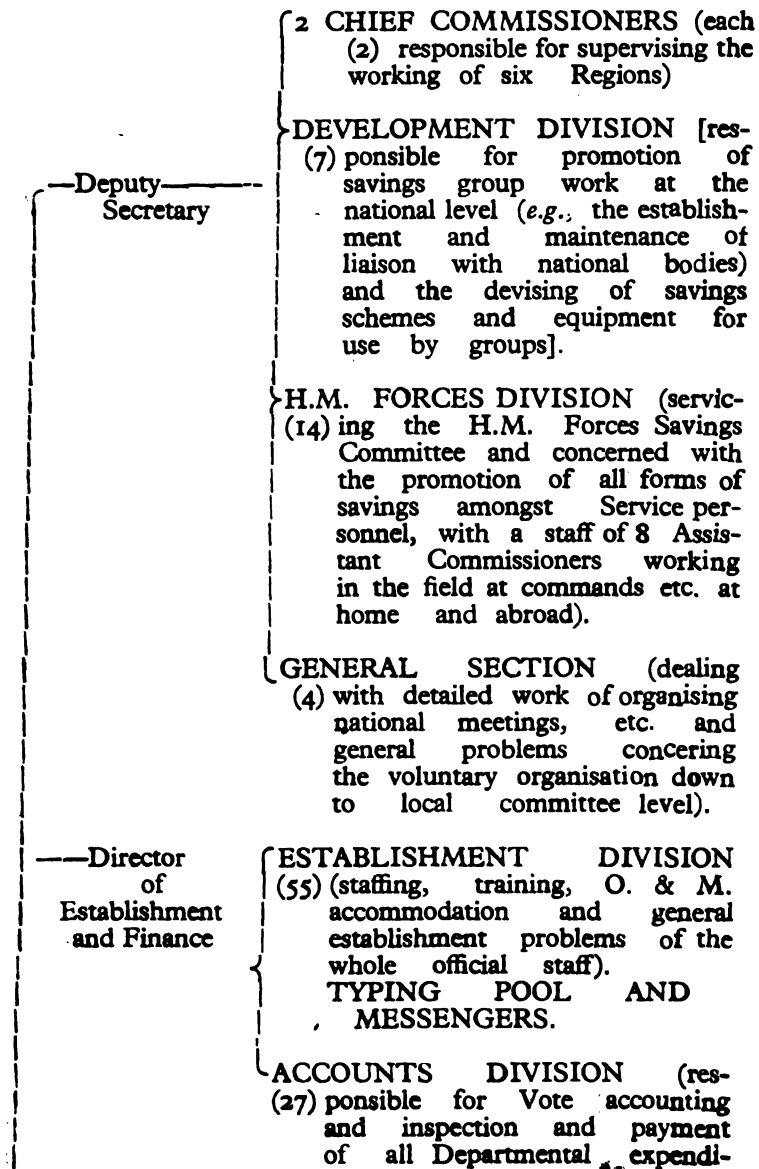 2 CHIEF COMMISSIONERS (each
(2) responsible for supervising the
working of six Regions)
—Deputy—
Secretary
DEVELOPMENT DIVISION [res-
(7) ponsible for promotion of
savings group work at the
national level (e.g., the establish-
ment and maintenance of
liaison with national bodies)
and the devising of savings
schemes and equipment for
use by groups].
H.M. FORCES DIVISION (servic-
(14) ing the H.M. Forces Savings
Committee and concerned with
the promotion of all forms of
savings amongst Service per-
sonnel, with a staff of 8 Assis-
tant Commissioners working
in the field at commands etc. at
home and abroad).
GENERAL SECTION (dealing
(4) with detailed work of organising
national meetings, etc. and
general problems concering
the voluntary organisation down
to local committee level).
——Director
of
Establishment
and Finance
ESTABLISHMENT DIVISION
(55) (staffing, training, O. & M.
accommodation and general
establishment problems of the
whole official staff).
TYPING POOL AND
MESSENGERS.
ACCOUNTS DIVISION (res-
(27) ponsible for Vote accounting
and inspection and payment
of all Departmental expendi-